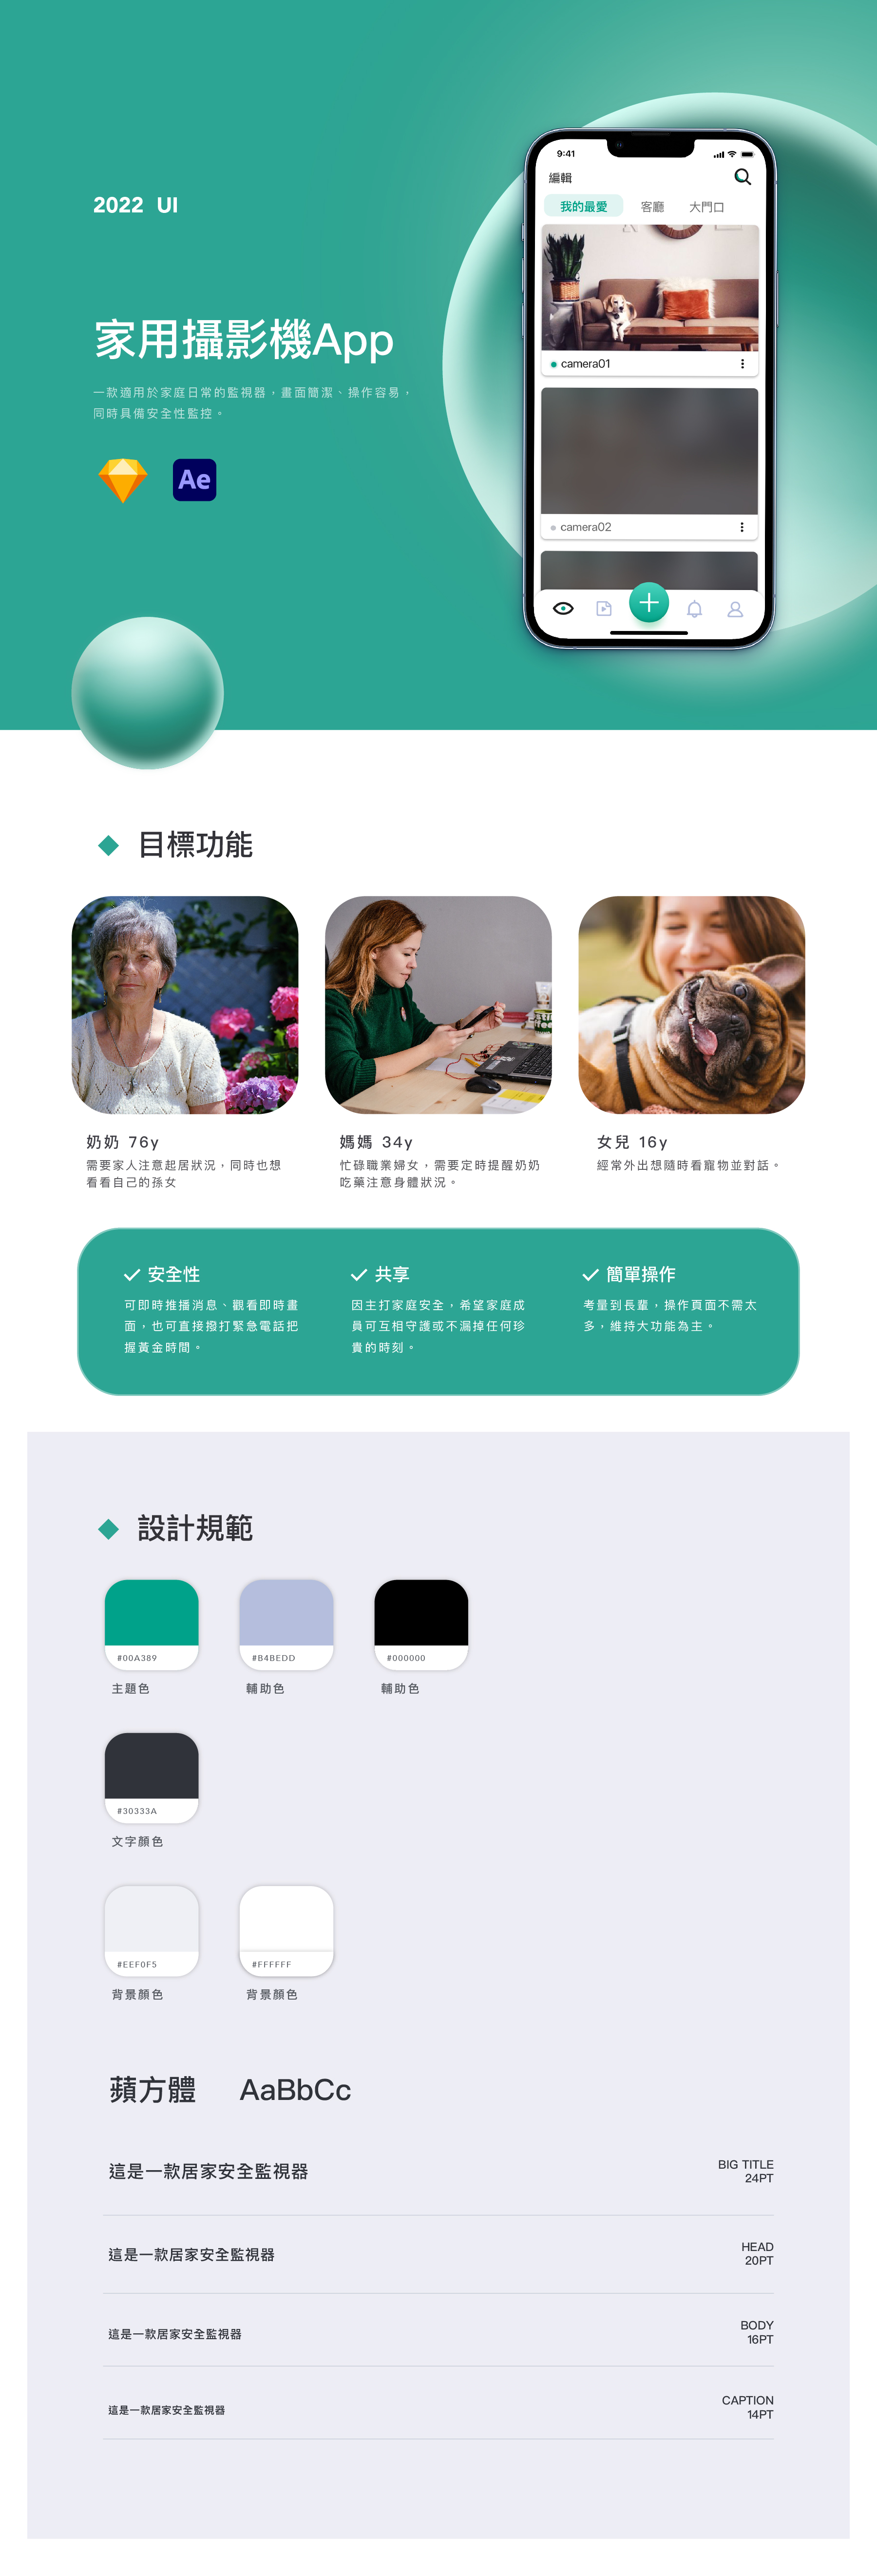 2022 UI
家用攝影機App
一款適用於家庭日常的監視器，畫面簡潔、操作容易，
同時具備安全性監控。
Ae
9:41
編輯
我的最愛 客廳 大門口
camera01
camera02
目標功能
奶奶 76y
需要家人注意起居狀況，同時也想
看看自己的孫女
媽媽 34y
忙碌職業婦女，需要定時提醒奶奶
吃藥注意身體狀況。
女兒 16y
經常外出想隨時看寵物並對話。
安全性
可即時推播消息、觀看即時畫
面，也可直接撥打緊急電話把
握黃金時間。
共享
因主打家庭安全，希望家庭成
員可互相守護或不漏掉任何珍
貴的時刻。
簡單操作
考量到長輩，操作頁面不需太
多，維持大功能為主。
設計規範
#00A389
主題色
#B4BEDD
輔助色
#000000
輔助色
#30333A
文字顏色
#EEF0F5
背景顏色
#FFFFFF
背景顏色
蘋方體 AaBbCc
這是一款居家安全監視器
BIG TITLE
24PT
這是一款居家安全監視器
HEAD
20PT
這是一款居家安全監視器
BODY
16PT
這是一款居家安全監視器
CAPTION
14PT